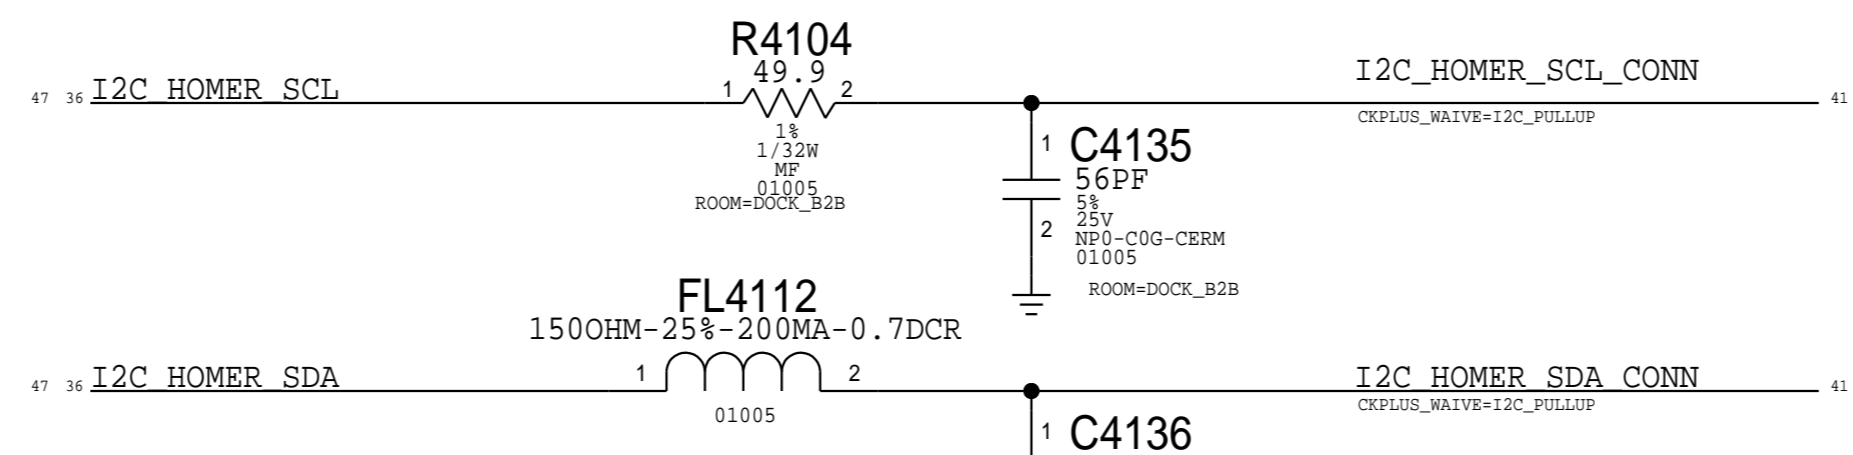 R4104
49.9
I2C_HOMER_SCL_CONN
47 36 I2C_HOMER_SCL
1 2
41
CKPLUS_WAIVE=I2C_PULLUP
1%
1/32W
MF
01005
ROOM=DOCK_B2B
1 C4135
56PF
5%
25V
2
NP0-C0G-CERM
01005
ROOM=DOCK_B2B
FL4112
150OHM-25%-200MA-0.7DCR
47 36 I2C_HOMER_SDA
1 2
I2C_HOMER_SDA_CONN
41
CKPLUS_WAIVE=I2C_PULLUP
01005
1 C4136